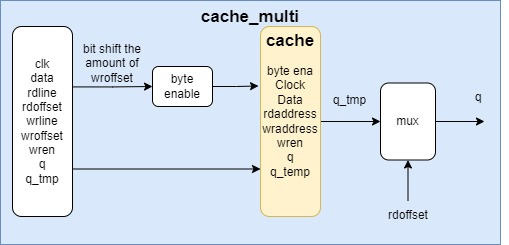 cache_multi
clk
data
rdline
rdoffset
wrline
wroffset
wren
q
q_tmp
bit shift the
amount of
wroffset
byte
enable
cache
byte ena
Clock
Data
rdaddress
wraddress
wren
q
q_temp
q_tmp
mux
q
rdoffset